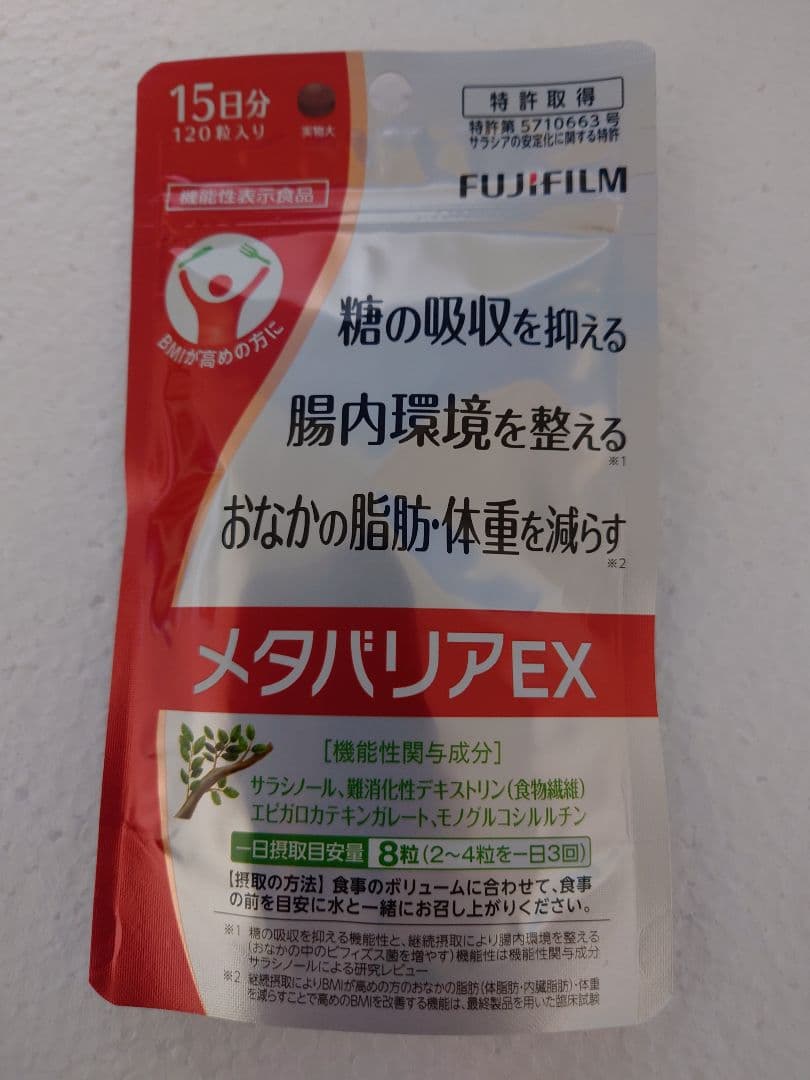 15日分
120粒入り
実物大
特許取得
特許第5710663号
サラシアの安定化に関する特許
機能性表示食品
FUJIFILM
BMIが高めの方に
糖の吸収を抑える
腸内環境を整える
※1
おなかの脂肪・体重を減らす
※2
メタバリアEX
[機能性関与成分]
サラシノール、難消化性デキストリン(食物繊維)
エピガロカテキンガレート、モノグルコシルルチン
一日摂取目安量 8粒(2〜4粒を一日3回)
【摂取の方法】食事のボリュームに合わせて、食事
の前を目安に水と一緒にお召し上がりください。
※1 糖の吸収を抑える機能性と、継続摂取により腸内環境を整える
(おなかの中のビフィズス菌を増やす)機能性は機能性関与成分
サラシノールによる研究レビュー
※2 継続摂取によりBMIが高めの方のおなかの脂肪(体脂肪・内臓脂肪)・体重
を減らすことで高めのBMIを改善する機能は、最終製品を用いた臨床試験